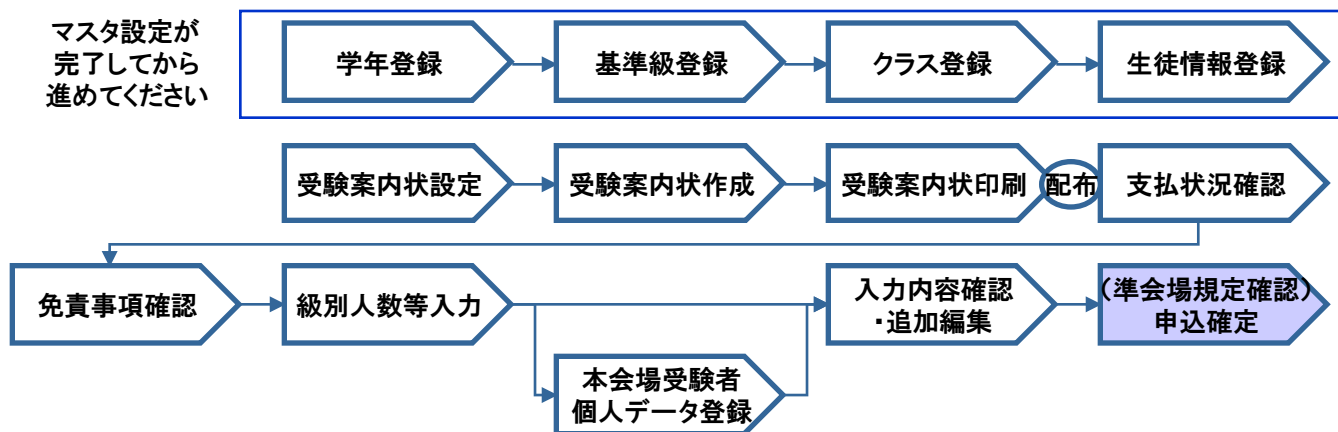 マスタ設定が
完了してから
進めてください
学年登録
基準級登録
クラス登録
生徒情報登録
受験案内状設定
受験案内状作成
受験案内状印刷
配布
支払状況確認
免責事項確認
級別人数等入力
入力内容確認
・追加編集
(準会場規定確認)
申込確定
本会場受験者
個人データ登録